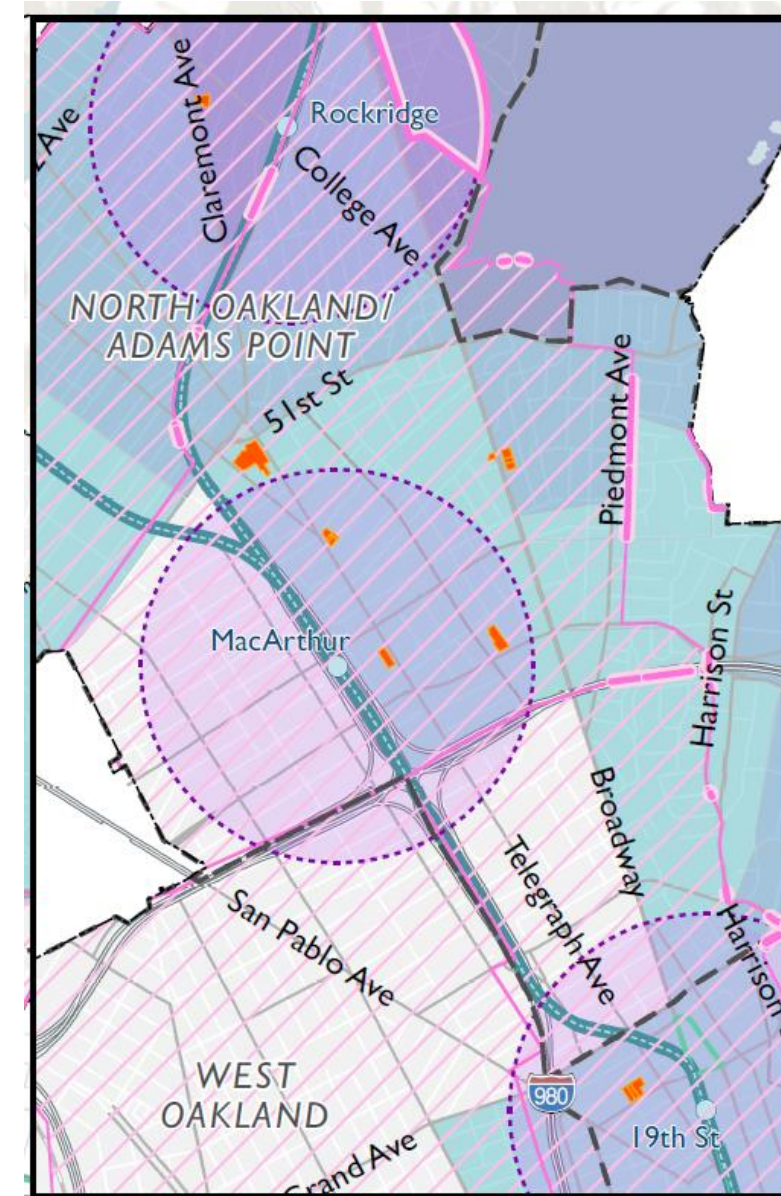 Claremont Ave
Rockridge
Ave
College Ave
NORTH OAKLAND/
ADAMS POINT
51st St
Piedmont Ave
MacArthur
Harrison St
Broadway
Telegraph Ave
San Pablo Ave
Harrison
WEST
OAKLAND
980
19th St
Grand Ave